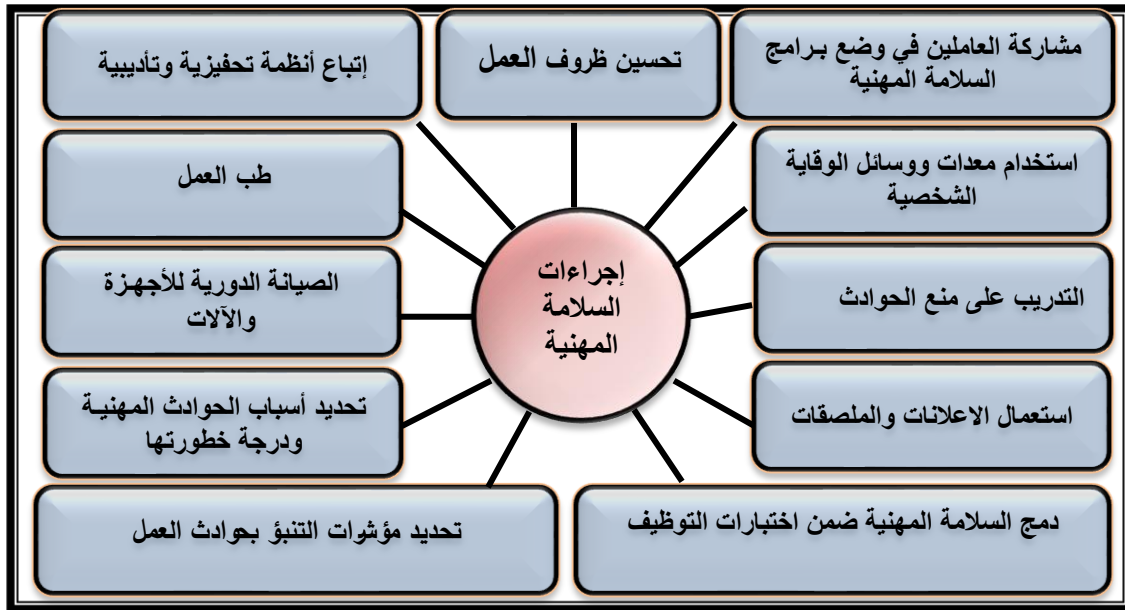 مشاركة العاملين في وضع برامج
السلامة المهنية
تحسين ظروف العمل
إتباع أنظمة تحفيزية وتأديبية
استخدام معدات ووسائل الوقاية
الشخصية
طب العمل
التدريب على منع الحوادث
إجراءات
السلامة
المهنية
الصيانة الدورية للأجهزة
والآلات
استعمال الاعلانات والملصقات
تحديد أسباب الحوادث المهنية
ودرجة خطورتها
دمج السلامة المهنية ضمن اختبارات التوظيف
تحديد مؤشرات التنبؤ بحوادث العمل